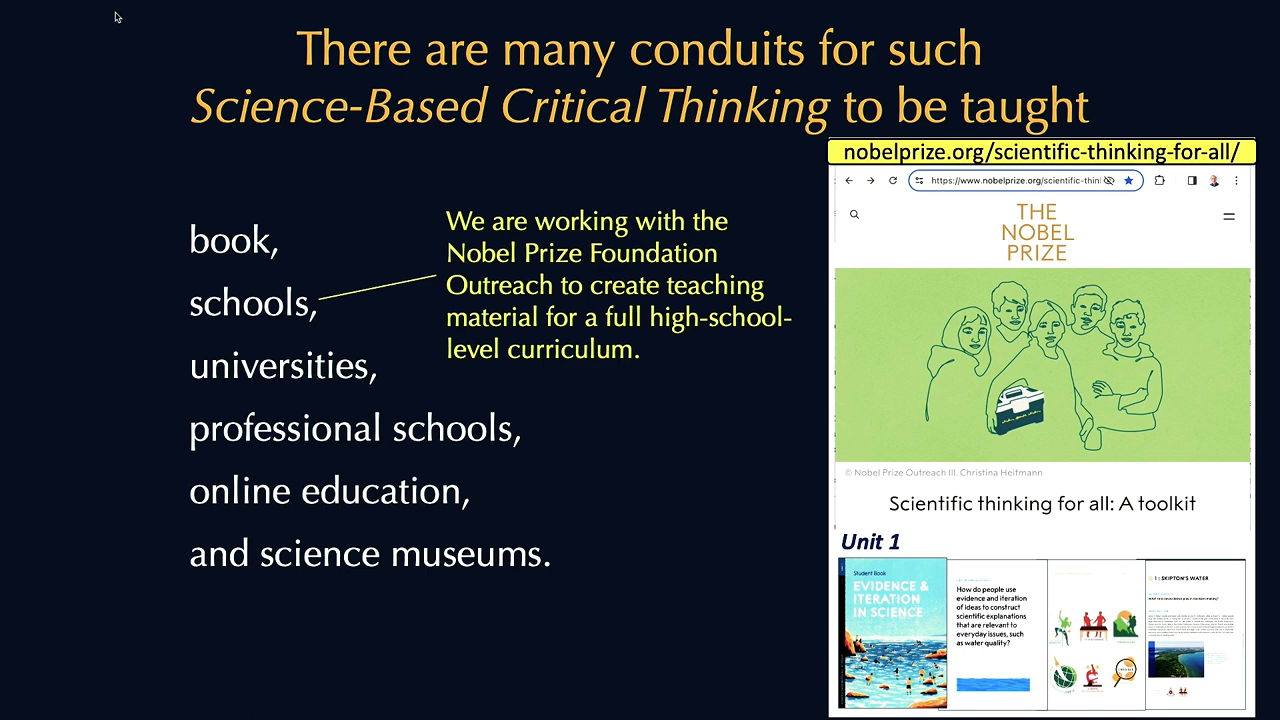 There are many conduits for such
Science-Based Critical Thinking to be taught
nobelprize.org/scientific-thinking-for-all/
https://www.nobelprize.org/scientific-thin
THE
NOBEL
PRIZE
book,
schools,
universities,
professional schools,
online education,
and science museums.
We are working with the
Nobel Prize Foundation
Outreach to create teaching
material for a full high-school-
level curriculum.
© Nobel Prize Outreach Ill. Christina Heitmann
Scientific thinking for all: A toolkit
Unit 1
Student Book
EVIDENCE &
ITERATION
IN SCIENCE
How do people use
evidence and iteration
of ideas to construct
scientific explanations
that are relevant to
everyday issues, such
as water quality?
1: SKIPTON'S WATER